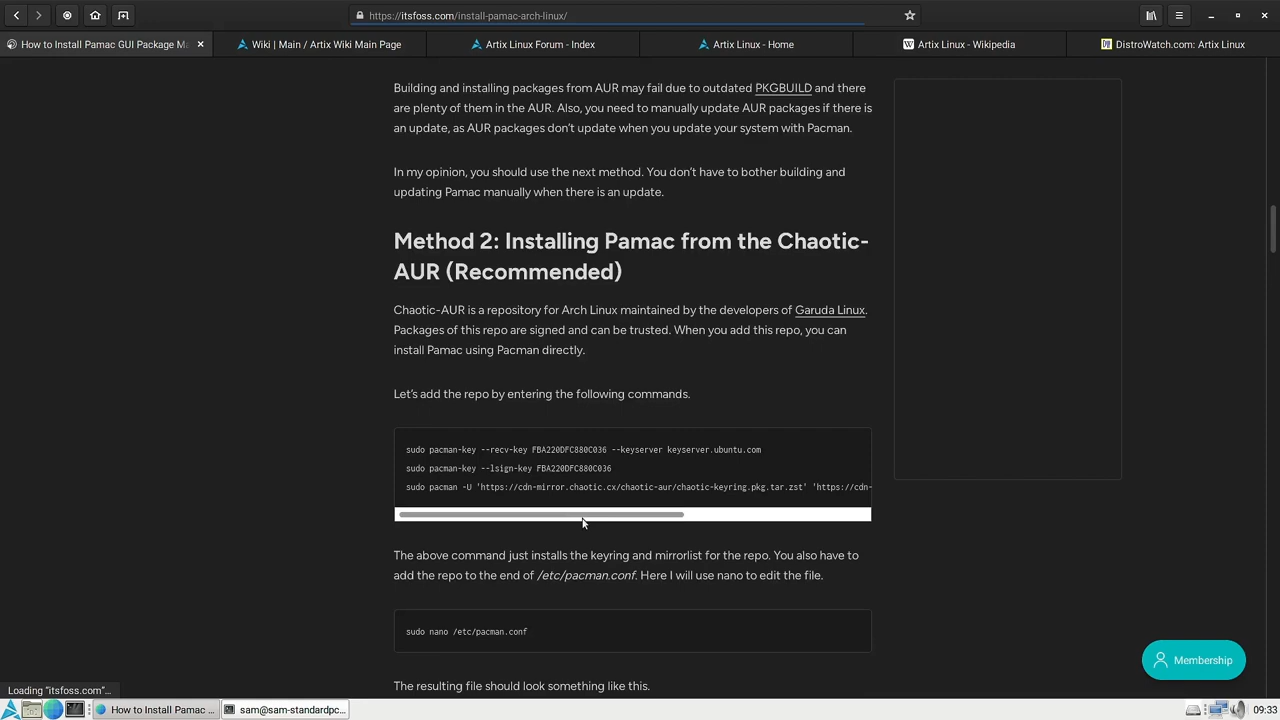 https://itsfoss.com/install-pamac-arch-linux/
How to Install Pamac GUI Package M
Wiki | Main / Artix Wiki Main Page
Artix Linux Forum - Index
Artix Linux - Home
Artix Linux - Wikipedia
DistroWatch.com: Artix Linux
Building and installing packages from AUR may fail due to outdated PKGBUILD and there
are plenty of them in the AUR. Also, you need to manually update AUR packages if there is
an update, as AUR packages don’t update when you update your system with Pacman.
In my opinion, you should use the next method. You don’t have to bother building and
updating Pamac manually when there is an update.
Method 2: Installing Pamac from the Chaotic-
AUR (Recommended)
Chaotic-AUR is a repository for Arch Linux maintained by the developers of Garuda Linux.
Packages of this repo are signed and can be trusted. When you add this repo, you can
install Pamac using Pacman directly.
Let’s add the repo by entering the following commands.
sudo pacman-key --recv-key FBA220DFC880C036 --keyserver keyserver.ubuntu.com
sudo pacman-key --lsign-key FBA220DFC880C036
sudo pacman -U 'https://cdn-mirror.chaotic.cx/chaotic-aur/chaotic-keyring.pkg.tar.zst' 'https://cdn-
The above command just installs the keyring and mirrorlist for the repo. You also have to
add the repo to the end of /etc/pacman.conf. Here I will use nano to edit the file.
sudo nano /etc/pacman.conf
Membership
The resulting file should look something like this.
Loading “itsfoss.com”...
How to Install Pamac ...
sam@sam-standardpc...
09:33